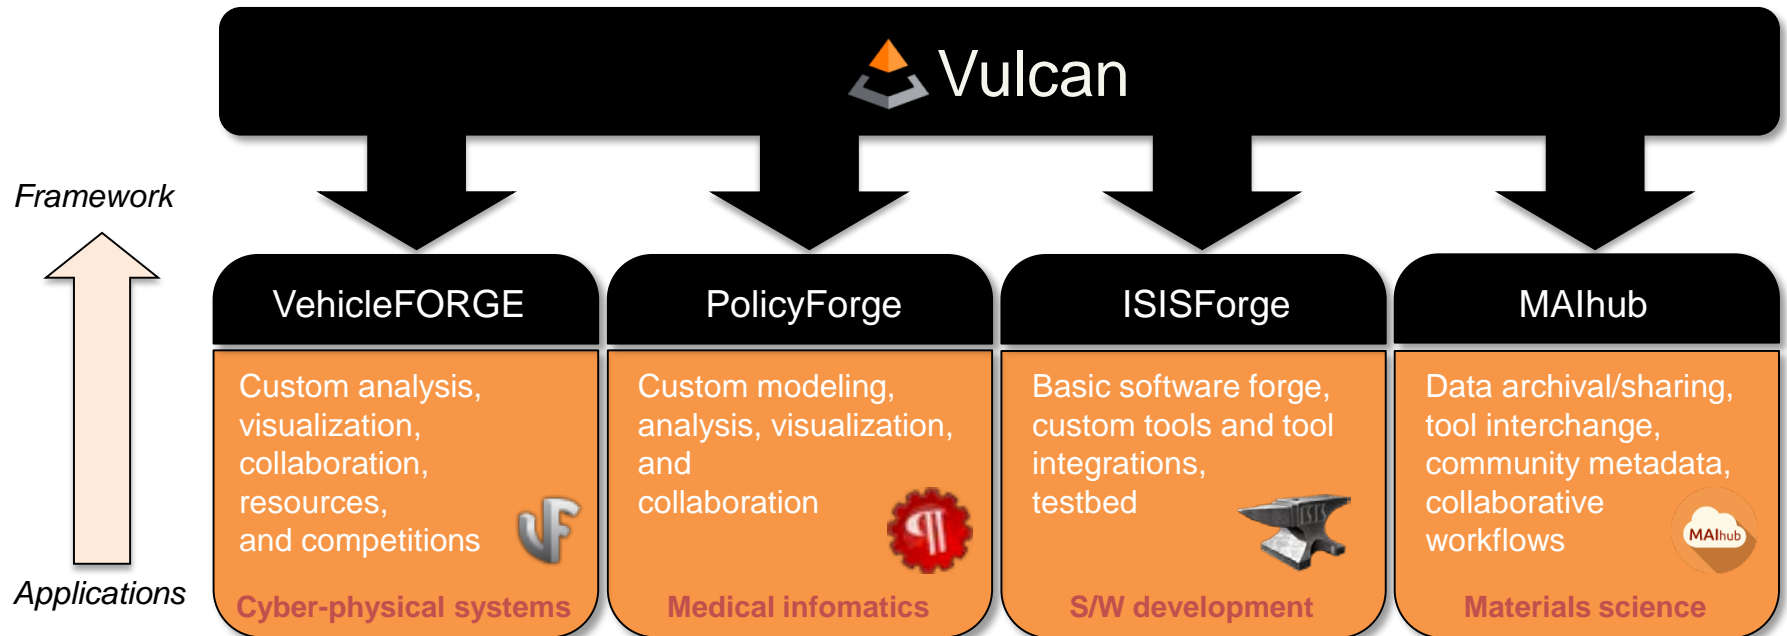 Vulcan
Framework
Applications
VehicleFORGE
Custom analysis,
visualization,
collaboration,
resources,
and competitions
VF
Cyber-physical systems
PolicyForge
Custom modeling,
analysis, visualization,
and
collaboration
¶
Medical infomatics
ISISForge
Basic software forge,
custom tools and tool
integrations,
testbed
ISIS
S/W development
MAIhub
Data archival/sharing,
tool interchange,
community metadata,
collaborative
workflows
MAIhub
Materials science